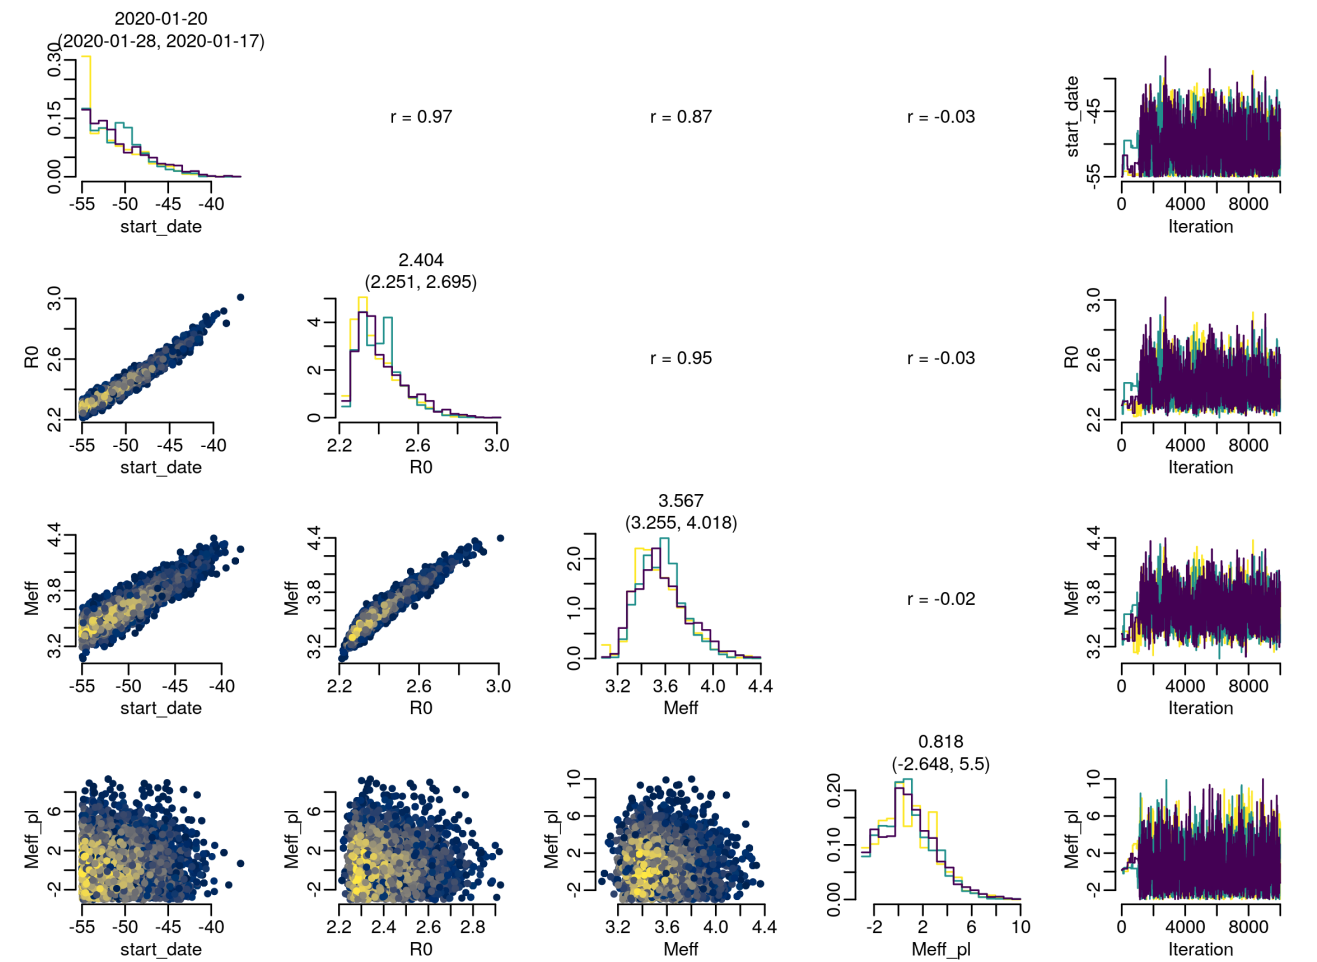 2020-01-20
(2020-01-28, 2020-01-17)
0.00 0.15 0.30
-55 -50 -45 -40
start_date
r = 0.97
r = 0.87
r = -0.03
start_date
-55 -45
0 4000 8000
Iteration
R0
2.2 2.6 3.0
-55 -50 -45 -40
start_date
2.404
(2.251, 2.695)
0 2 4
2.2 2.6 3.0
R0
r = 0.95
r = -0.03
R0
2.2 2.6 3.0
0 4000 8000
Iteration
Meff
3.2 3.8 4.4
-55 -50 -45 -40
start_date
Meff
3.2 3.8 4.4
2.2 2.6 3.0
R0
3.567
(3.255, 4.018)
0.0 1.0 2.0
3.2 3.6 4.0 4.4
Meff
r = -0.02
Meff
3.2 3.8 4.4
0 4000 8000
Iteration
Meff_pl
-2 2 6
-55 -50 -45 -40
start_date
Meff_pl
-2 2 6
2.2 2.4 2.6 2.8
R0
Meff_pl
-2 2 6 10
3.2 3.6 4.0 4.4
Meff
0.818
(-2.648, 5.5)
0.00 0.10 0.20
-2 2 6 10
Meff_pl
Meff_pl
-2 2 6 10
0 4000 8000
Iteration